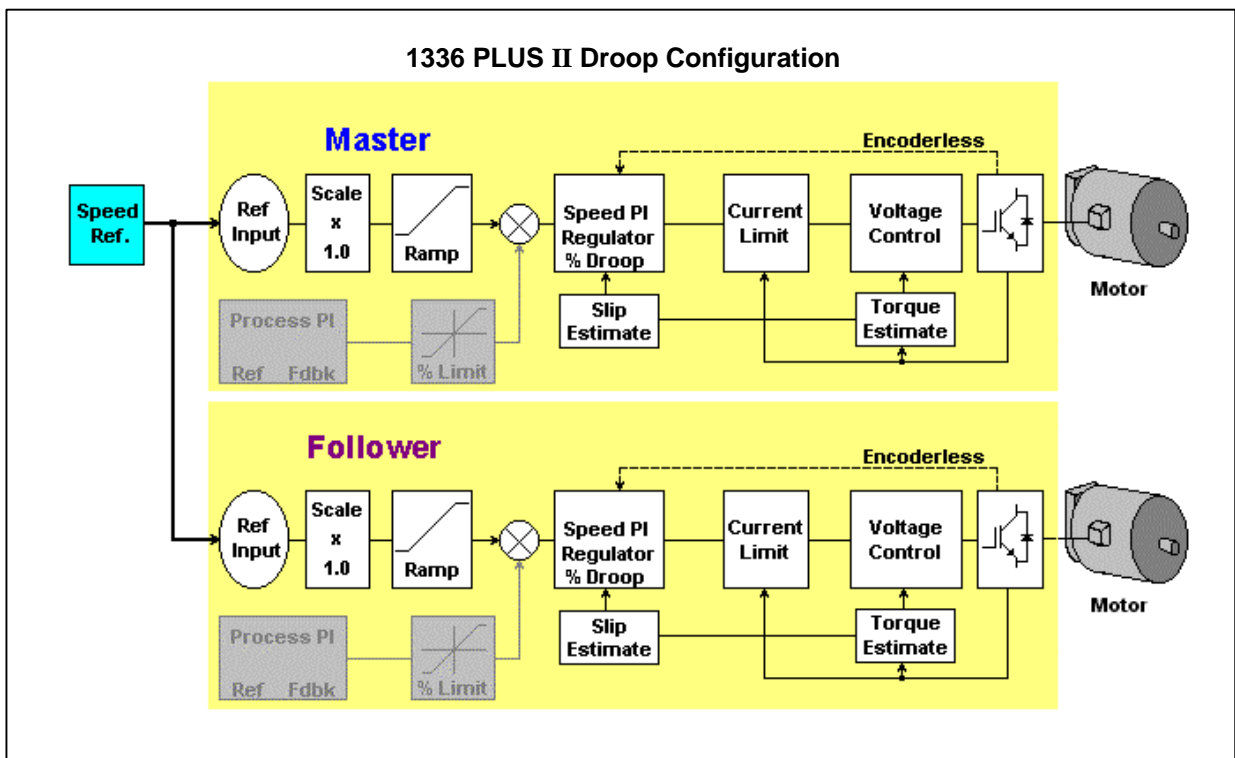 1336 PLUS II Droop Configuration
Master
Encoderless
Speed
Ref.
Ref
Input
Scale
x
1.0
Ramp
Speed PI
Regulator
% Droop
Current
Limit
Voltage
Control
Motor
Process PI
Ref Fdbk
% Limit
Slip
Estimate
Torque
Estimate
Follower
Encoderless
Ref
Input
Scale
x
1.0
Ramp
Speed PI
Regulator
% Droop
Current
Limit
Voltage
Control
Motor
Process PI
Ref Fdbk
% Limit
Slip
Estimate
Torque
Estimate